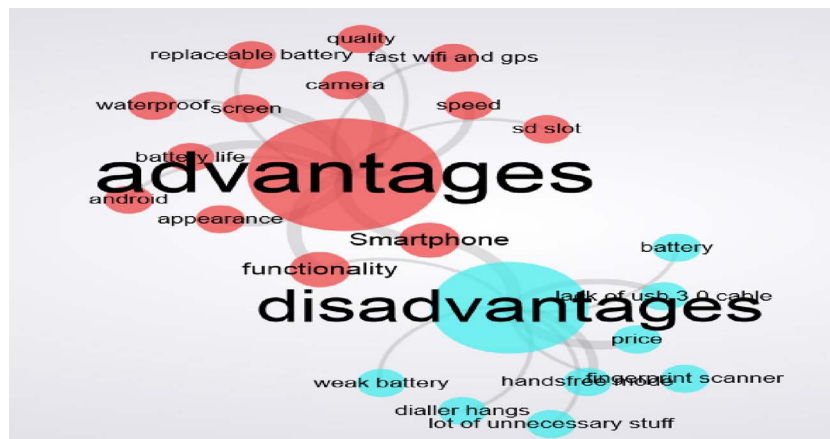 quality
replaceable battery
fast wifi and gps
camera
waterproof
screen
speed
sd slot
battery life
advantages
android
appearance
Smartphone
battery
functionality
lack of usb 3.0 cable
disadvantages
price
weak battery
handsfree mode
fingerprint scanner
dialler hangs
lot of unnecessary stuff